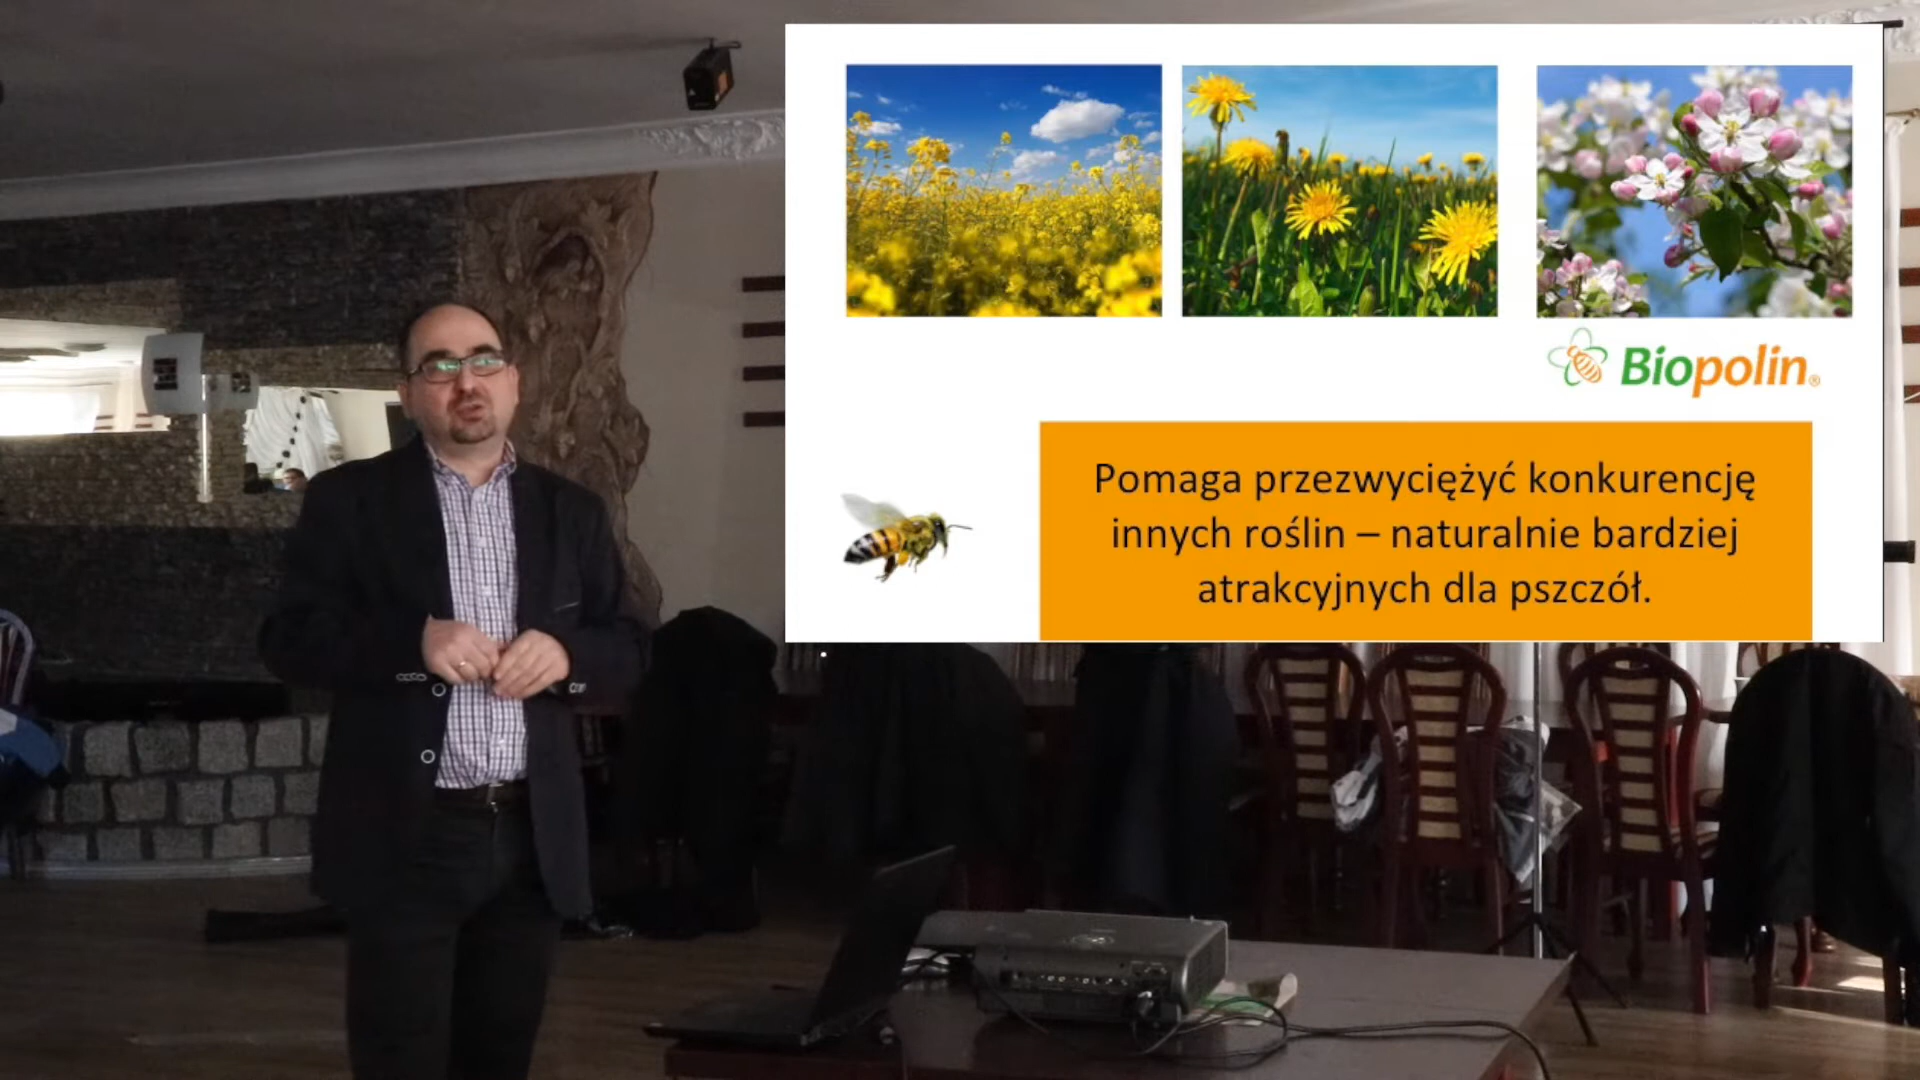 Biopolin®
Pomaga przezwyciężyć konkurencję
innych roślin – naturalnie bardziej
atrakcyjnych dla pszczół.